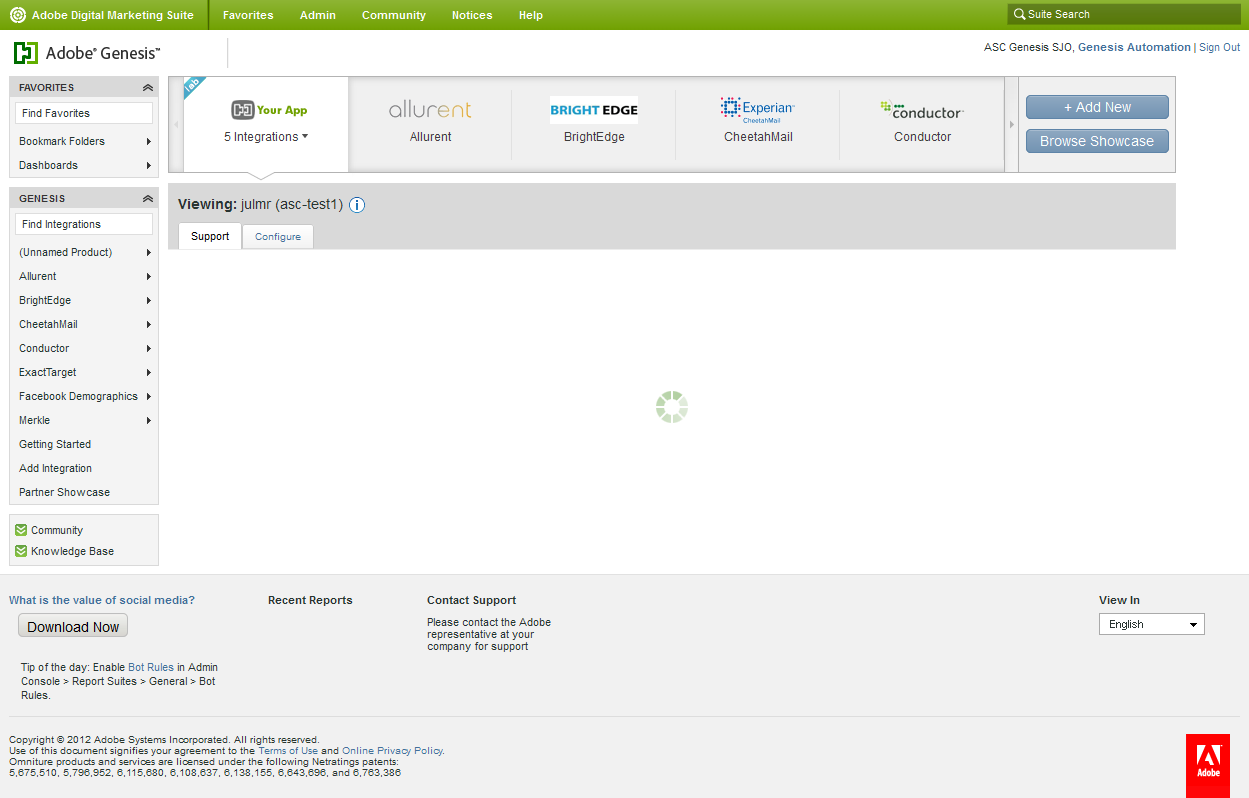 Adobe Digital Marketing Suite
Favorites
Admin
Community
Notices
Help
Suite Search
Adobe® Genesis™
ASC Genesis SJO, Genesis Automation | Sign Out
FAVORITES
Find Favorites
Bookmark Folders
Dashboards
GENESIS
Find Integrations
(Unnamed Product)
Allurent
BrightEdge
CheetahMail
Conductor
ExactTarget
Facebook Demographics
Merkle
Getting Started
Add Integration
Partner Showcase
Community
Knowledge Base
lab
Your App
5 Integrations
allurent
Allurent
BRIGHT EDGE
BrightEdge
Experian™
CheetahMail
CheetahMail
conductor™
Conductor
+ Add New
Browse Showcase
Viewing: julmr (asc-test1) i
Support
Configure
What is the value of social media?
Download Now
Tip of the day: Enable Bot Rules in Admin
Console > Report Suites > General > Bot
Rules.
Recent Reports
Contact Support
Please contact the Adobe
representative at your
company for support
View In
English
Copyright © 2012 Adobe Systems Incorporated. All rights reserved.
Use of this document signifies your agreement to the Terms of Use and Online Privacy Policy.
Omniture products and services are licensed under the following Netratings patents:
5,675,510, 5,796,952, 6,115,680, 6,108,637, 6,138,155, 6,643,696, and 6,763,386
Adobe